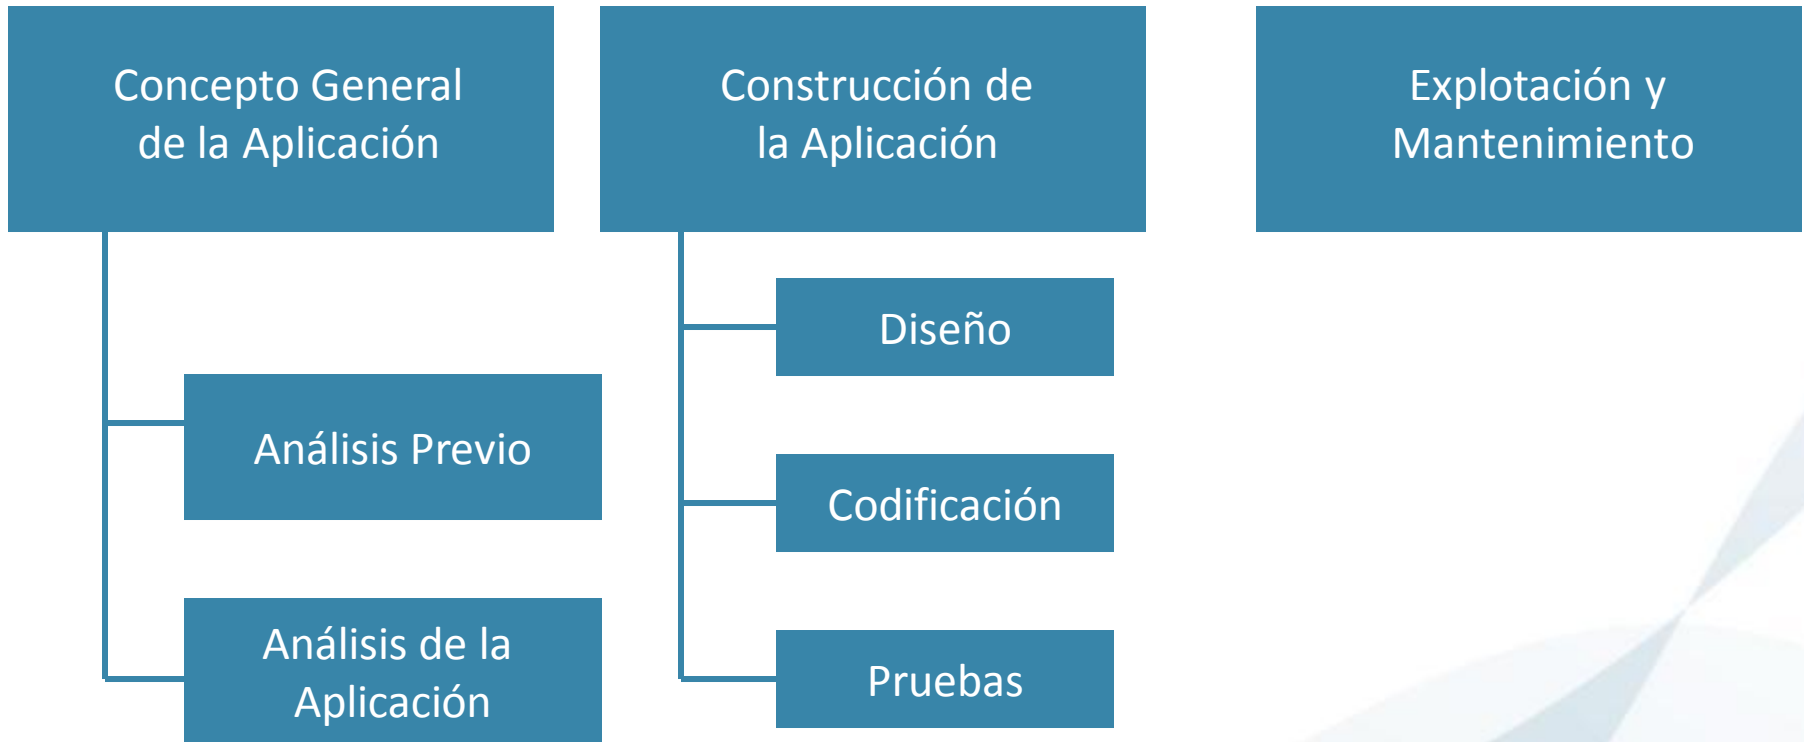 Concepto General
de la Aplicación
Análisis Previo
Análisis de la
Aplicación
Construcción de
la Aplicación
Diseño
Codificación
Pruebas
Explotación y
Mantenimiento